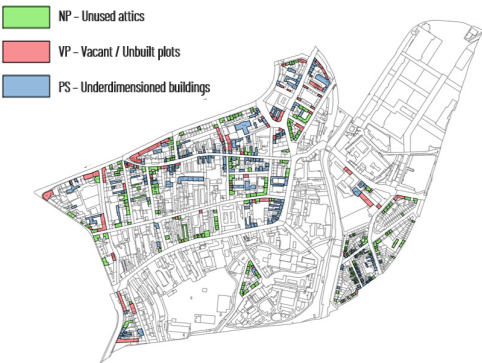 NP - Unused attics
VP - Vacant / Unbuilt plots
PS - Underdimensioned buildings